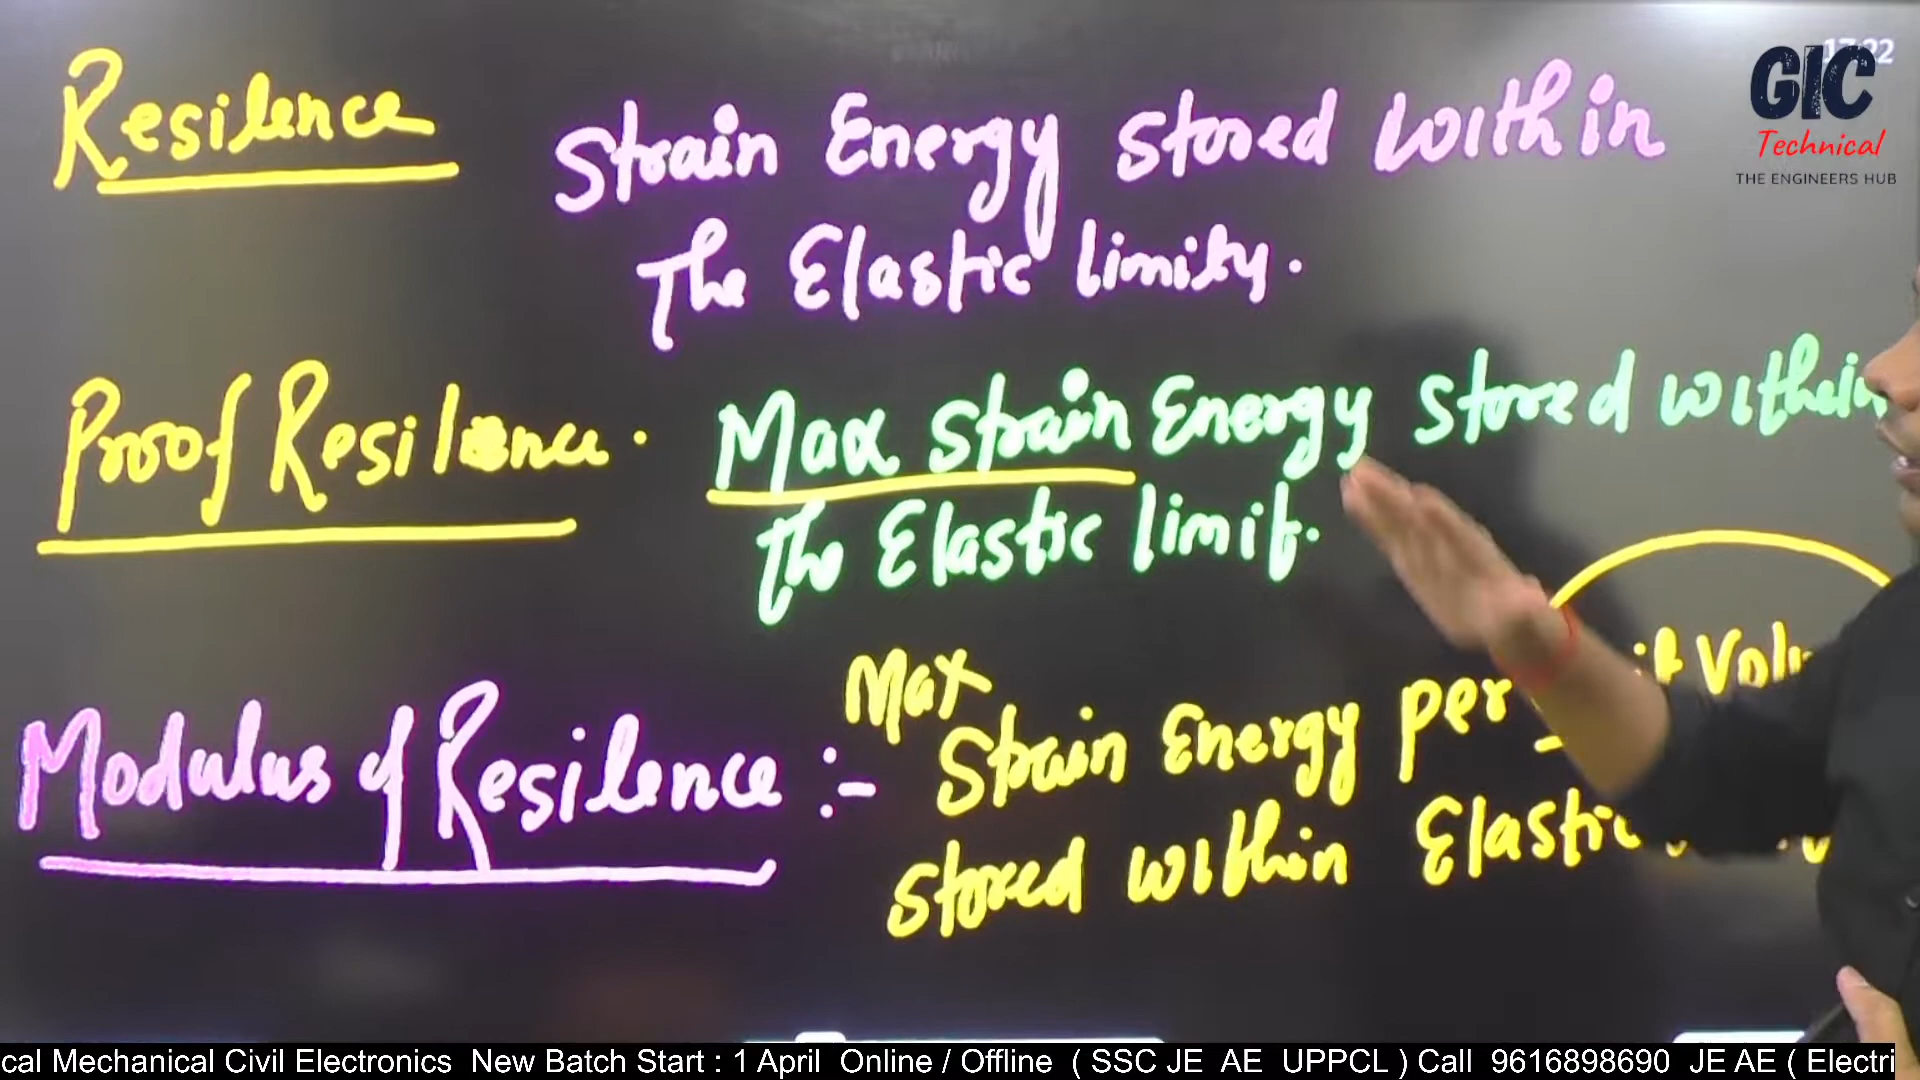 Resilence
Strain Energy stored within
The Elastic limity.
Proof Resilence.
Max Strain Energy stored within
The Elastic limit.
Modulus of Resilence :-
Max
Strain Energy per
stored within Elastic
GIC
Technical
THE ENGINEERS HUB
cal Mechanical Civil Electronics New Batch Start : 1 April Online / Offline ( SSC JE AE UPPCL ) Call 9616898690 JE AE ( Electri